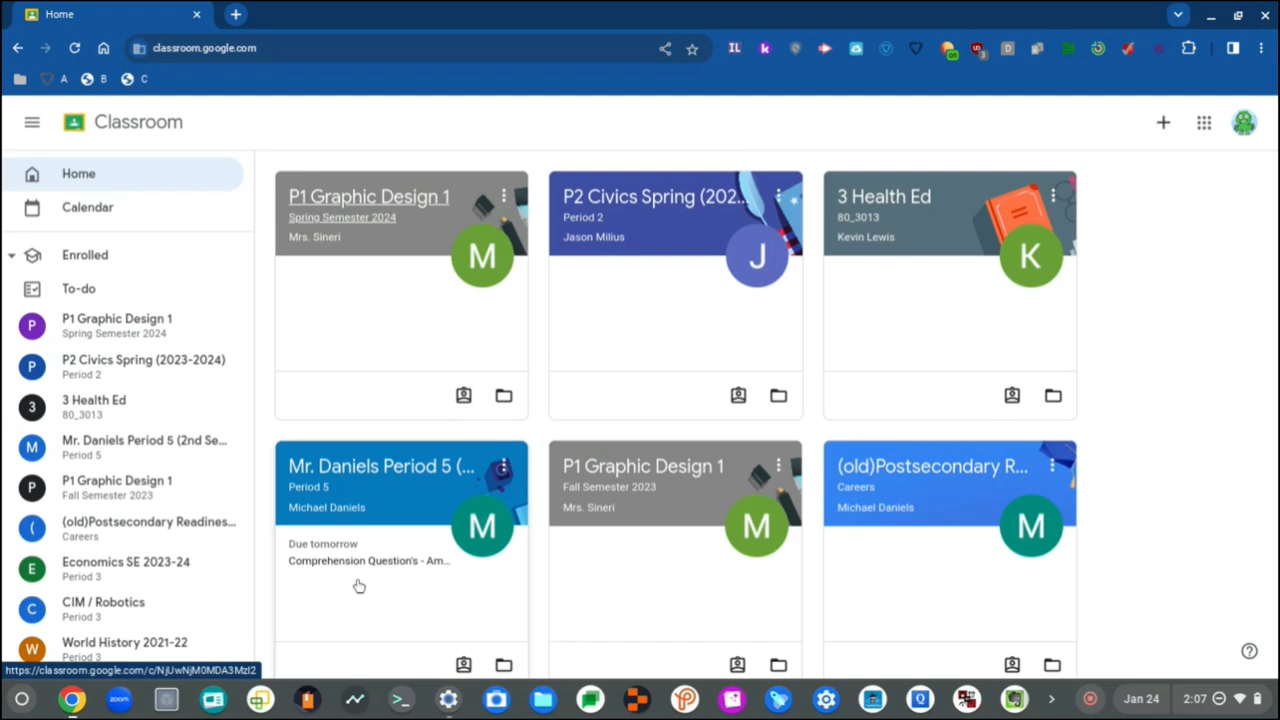 Home
classroom.google.com
IL
k
on
UD
3
D
A
B
C
Classroom
Home
Calendar
Enrolled
To-do
P
P1 Graphic Design 1
Spring Semester 2024
P
P2 Civics Spring (2023-2024)
Period 2
3
3 Health Ed
80_3013
M
Mr. Daniels Period 5 (2nd Se...
Period 5
P
P1 Graphic Design 1
Fall Semester 2023
(
(old)Postsecondary Readines...
Careers
E
Economics SE 2023-24
Period 3
C
CIM / Robotics
Period 3
W
World History 2021-22
Period 3
P1 Graphic Design 1
Spring Semester 2024
Mrs. Sineri
M
P2 Civics Spring (202...
Period 2
Jason Milius
J
3 Health Ed
80_3013
Kevin Lewis
K
Mr. Daniels Period 5 (...
Period 5
Michael Daniels
M
Due tomorrow
Comprehension Question's - Am...
P1 Graphic Design 1
Fall Semester 2023
Mrs. Sineri
M
(old)Postsecondary R...
Careers
Michael Daniels
M
https://classroom.google.com/c/NjUwNjM0MDA3MzI2
zoom
Q
Jan 24
2:07